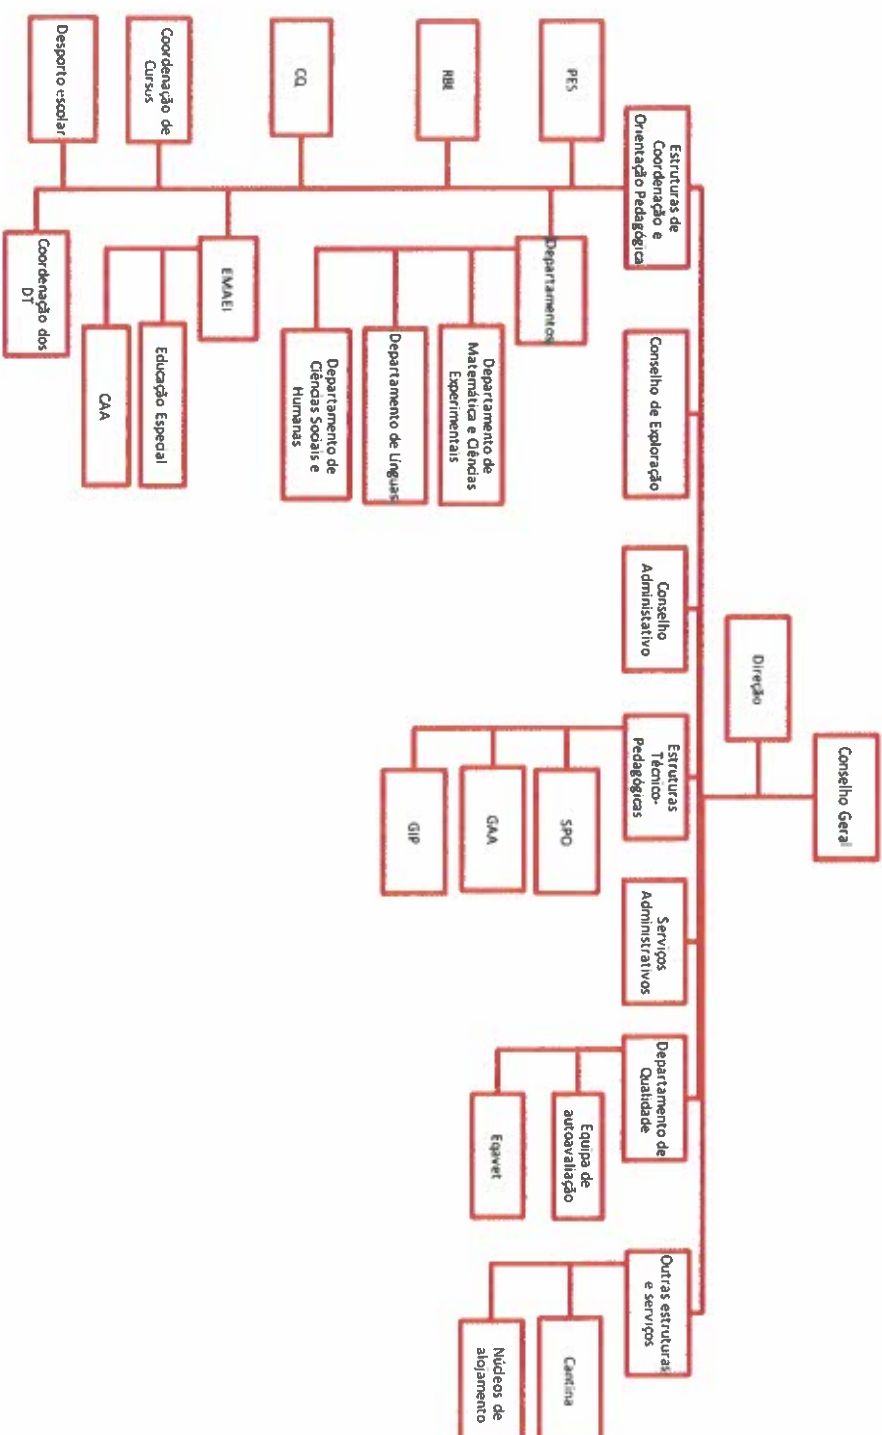 Conselho Geral
Direção
Estruturas de
Coordenação e
Orientação Pedagógica
Conselho de Exploração
Conselho
Administativo
Estruturas
Técnico-
Pedagógicas
Serviços
Administrativos
Departamento de
Qualidade
Outras estruturas
e serviços
PES
Departamentos
Departamento de
Matemática e Ciências
Experimentais
Departamento de Línguas
Departamento de
Ciências Sociais e
Humanas
RBE
CQ
EMAEI
Educação Especial
CAA
Coordenação de
Cursus
Desporto escolar
Coordenação dos
DT
SPO
GAA
GIP
Equipa de
autoavaliação
Eqavet
Cantina
Núcleos de
alojamento